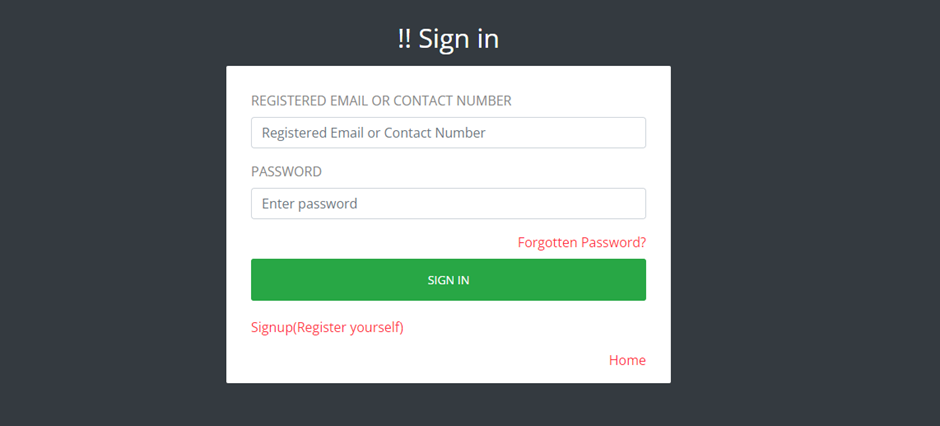 !! Sign in
REGISTERED EMAIL OR CONTACT NUMBER
Registered Email or Contact Number
PASSWORD
Enter password
Forgotten Password?
SIGN IN
Signup(Register yourself)
Home